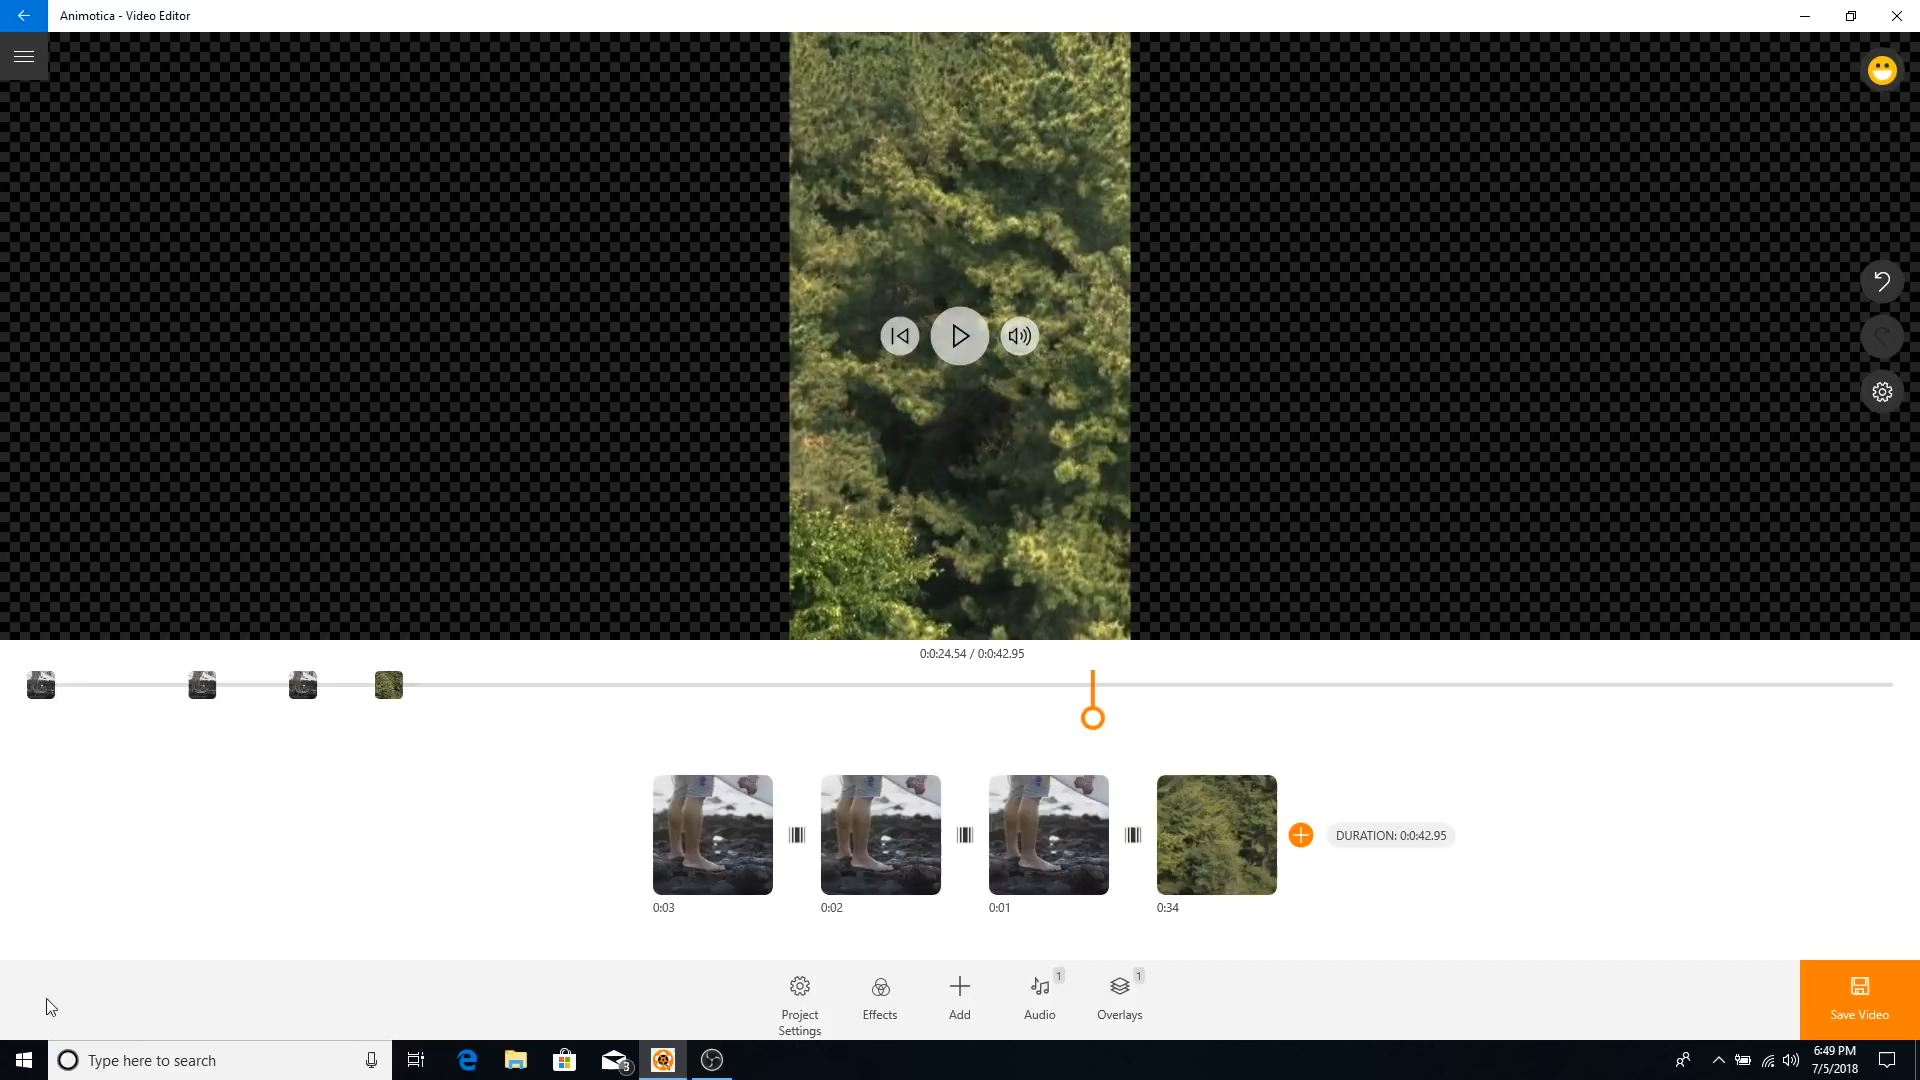 Animotica - Video Editor
0:0:24.54 / 0:0:42.95
DURATION: 0:0:42.95
0:03
0:02
0:01
0:34
1
1
Project Settings
Effects
Add
Audio
Overlays
Save Video
Type here to search
3
6:49 PM
7/5/2018